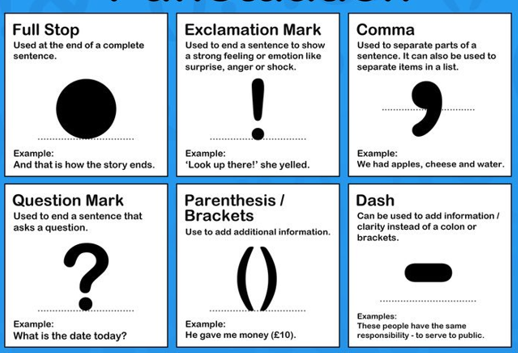 Full Stop
Used at the end of a complete
sentence.
Example:
And that is how the story ends.
Exclamation Mark
Used to end a sentence to show
a strong feeling or emotion like
surprise, anger or shock.
!
Example:
‘Look up there!’ she yelled.
Comma
Used to separate parts of a
sentence. It can also be used to
separate items in a list.
,
Example:
We had apples, cheese and water.
Question Mark
Used to end a sentence that
asks a question.
?
Example:
What is the date today?
Parenthesis /
Brackets
Use to add additional information.
()
Example:
He gave me money (£10).
Dash
Can be used to add information /
clarity instead of a colon or
brackets.
-
Examples:
These people have the same
responsibility - to serve to public.